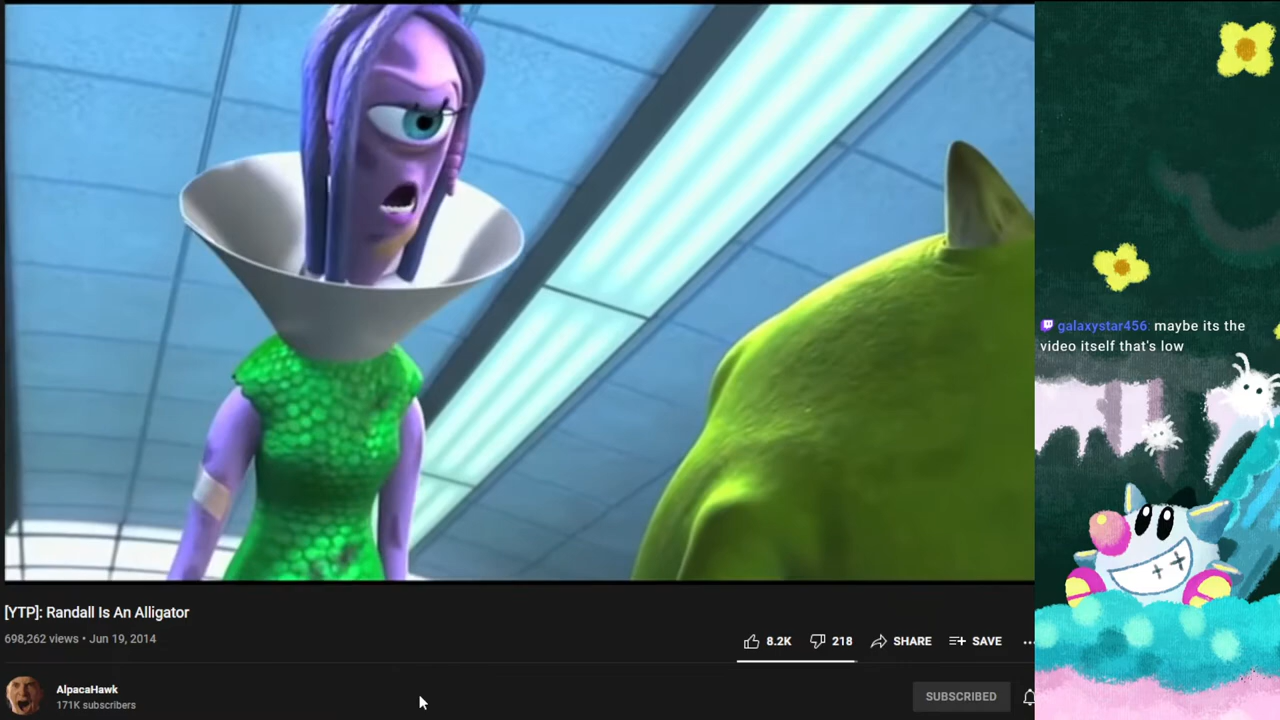 galaxystar456: maybe its the
video itself that's low
[YTP]: Randall Is An Alligator
698,262 views • Jun 19, 2014
8.2K 218 SHARE SAVE ...
AlpacaHawk
171K subscribers
SUBSCRIBED